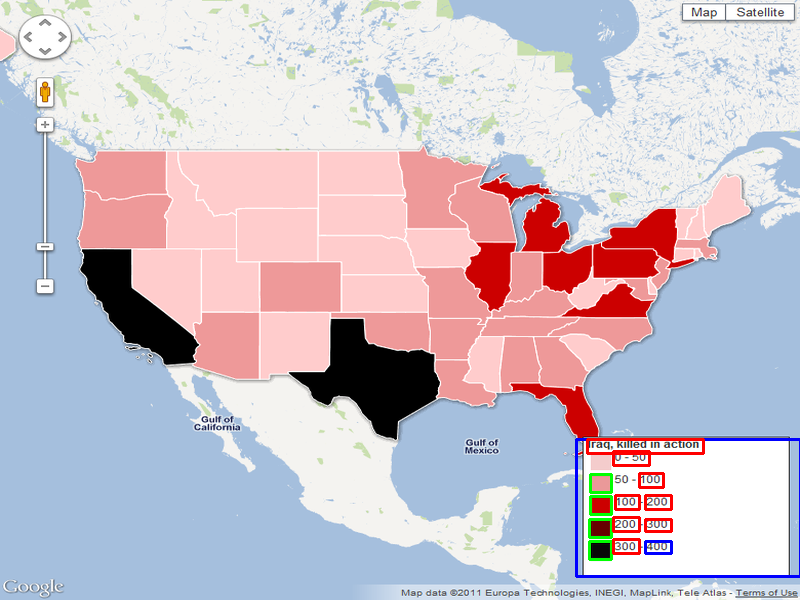 Map Satellite
Gulf of
California
Gulf of
Mexico
Iraq, killed in action
0 - 50
50 - 100
100 - 200
200 - 300
300 - 400
Google
Map data ©2011 Europa Technologies, INEGI, MapLink, Tele Atlas - Terms of Use